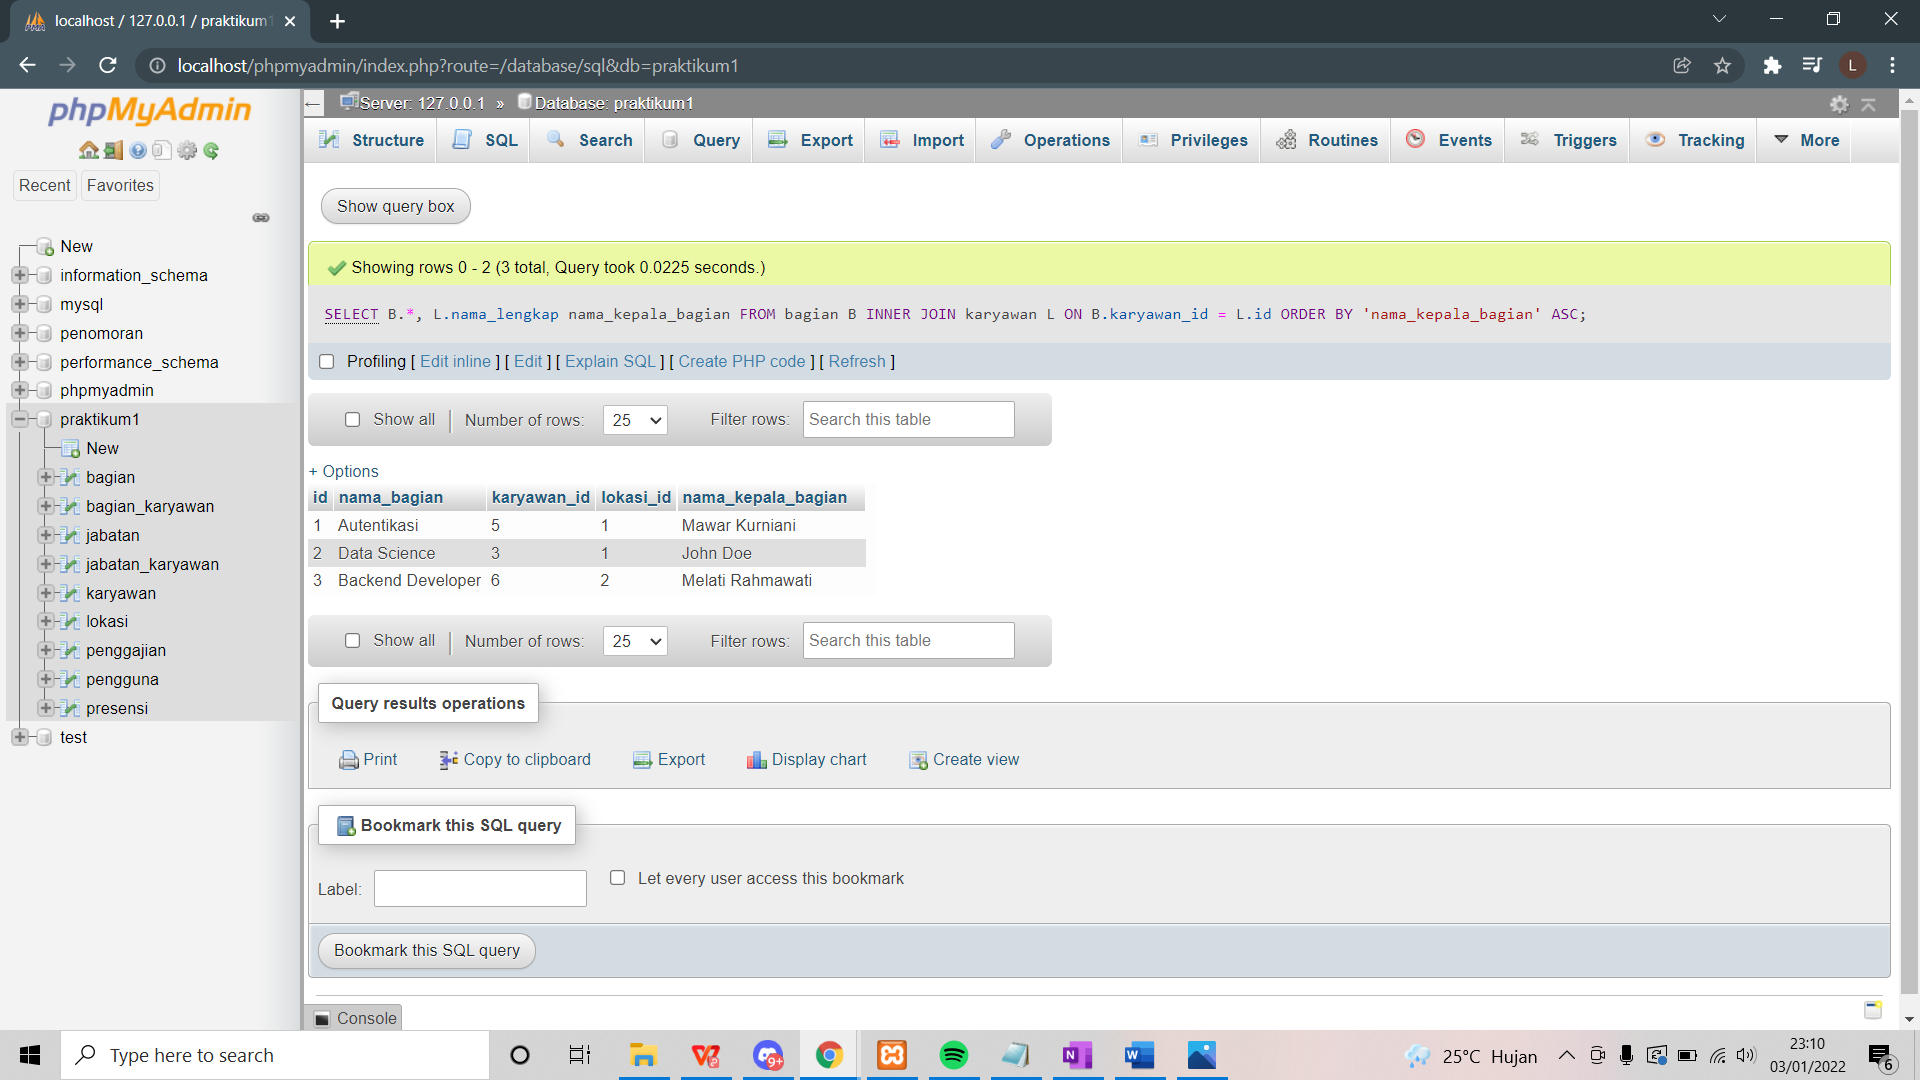 localhost / 127.0.0.1 / praktikum1
localhost/phpmyadmin/index.php?route=/database/sql&db=praktikum1
L
phpMyAdmin
Recent
Favorites
New
information_schema
mysql
penomoran
performance_schema
phpmyadmin
praktikum1
New
bagian
bagian_karyawan
jabatan
jabatan_karyawan
karyawan
lokasi
penggajian
pengguna
presensi
test
Server: 127.0.0.1 » Database: praktikum1
Structure SQL Search Query Export Import Operations Privileges Routines Events Triggers Tracking More
Show query box
Showing rows 0 - 2 (3 total, Query took 0.0225 seconds.)
SELECT B.*, L.nama_lengkap nama_kepala_bagian FROM bagian B INNER JOIN karyawan L ON B.karyawan_id = L.id ORDER BY 'nama_kepala_bagian' ASC;
Profiling [ Edit inline ] [ Edit ] [ Explain SQL ] [ Create PHP code ] [ Refresh ]
Show all Number of rows: 25 Filter rows: Search this table
+ Options
id nama_bagian karyawan_id lokasi_id nama_kepala_bagian
1 Autentikasi 5 1 Mawar Kurniani
2 Data Science 3 1 John Doe
3 Backend Developer 6 2 Melati Rahmawati
Show all Number of rows: 25 Filter rows: Search this table
Query results operations
Print Copy to clipboard Export Display chart Create view
Bookmark this SQL query
Label: Let every user access this bookmark
Bookmark this SQL query
Console
Type here to search
9+
25°C Hujan
23:10
03/01/2022
6